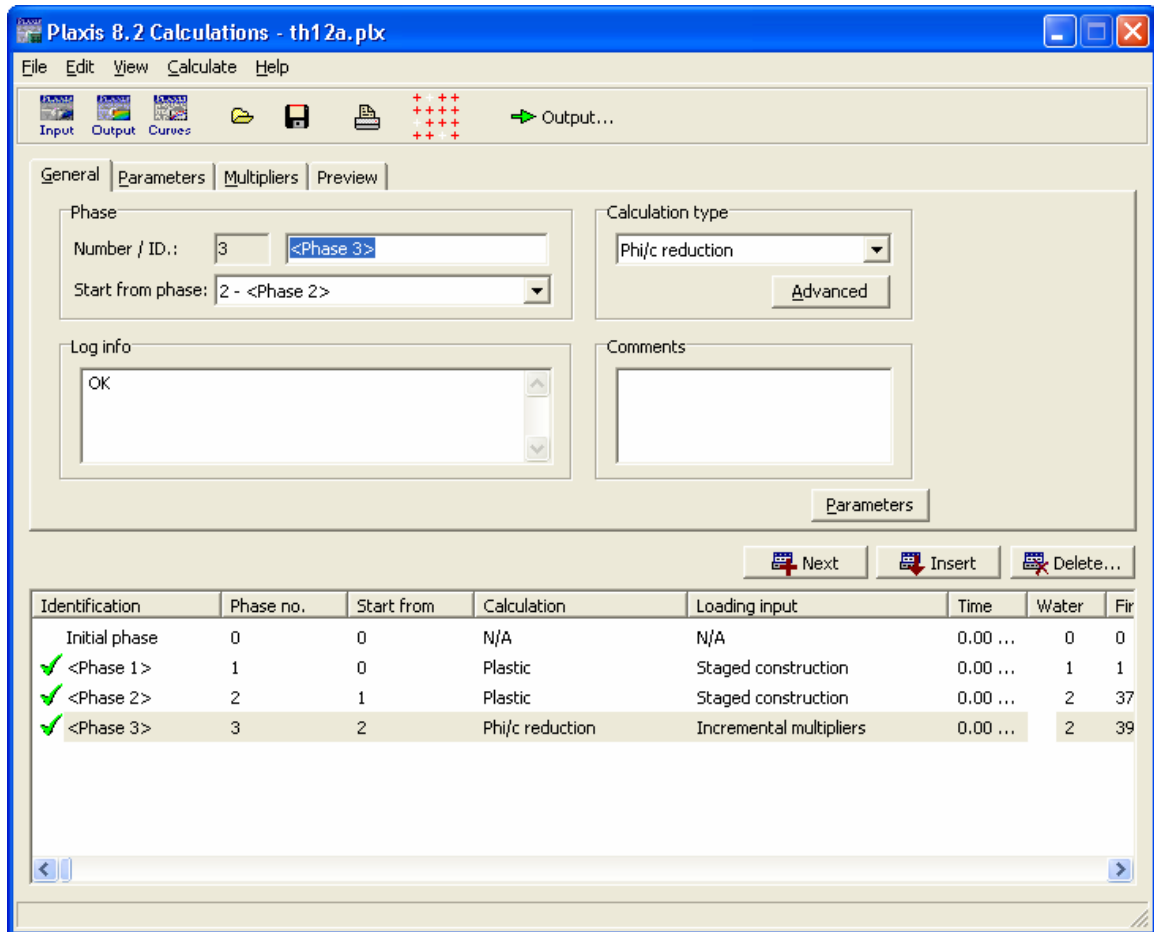 Plaxis 8.2 Calculations - th12a.plx
File Edit View Calculate Help
Input Output Curves Output...
General Parameters Multipliers Preview
Phase
Number / ID.: 3 <Phase 3>
Start from phase: 2 - <Phase 2>
Calculation type
Phi/c reduction
Advanced
Log info
OK
Comments
Parameters
Next Insert Delete...
Identification Phase no. Start from Calculation Loading input Time Water Fir
Initial phase 0 0 N/A N/A 0.00 ... 0 0
<Phase 1> 1 0 Plastic Staged construction 0.00 ... 1 1
<Phase 2> 2 1 Plastic Staged construction 0.00 ... 2 37
<Phase 3> 3 2 Phi/c reduction Incremental multipliers 0.00 ... 2 39